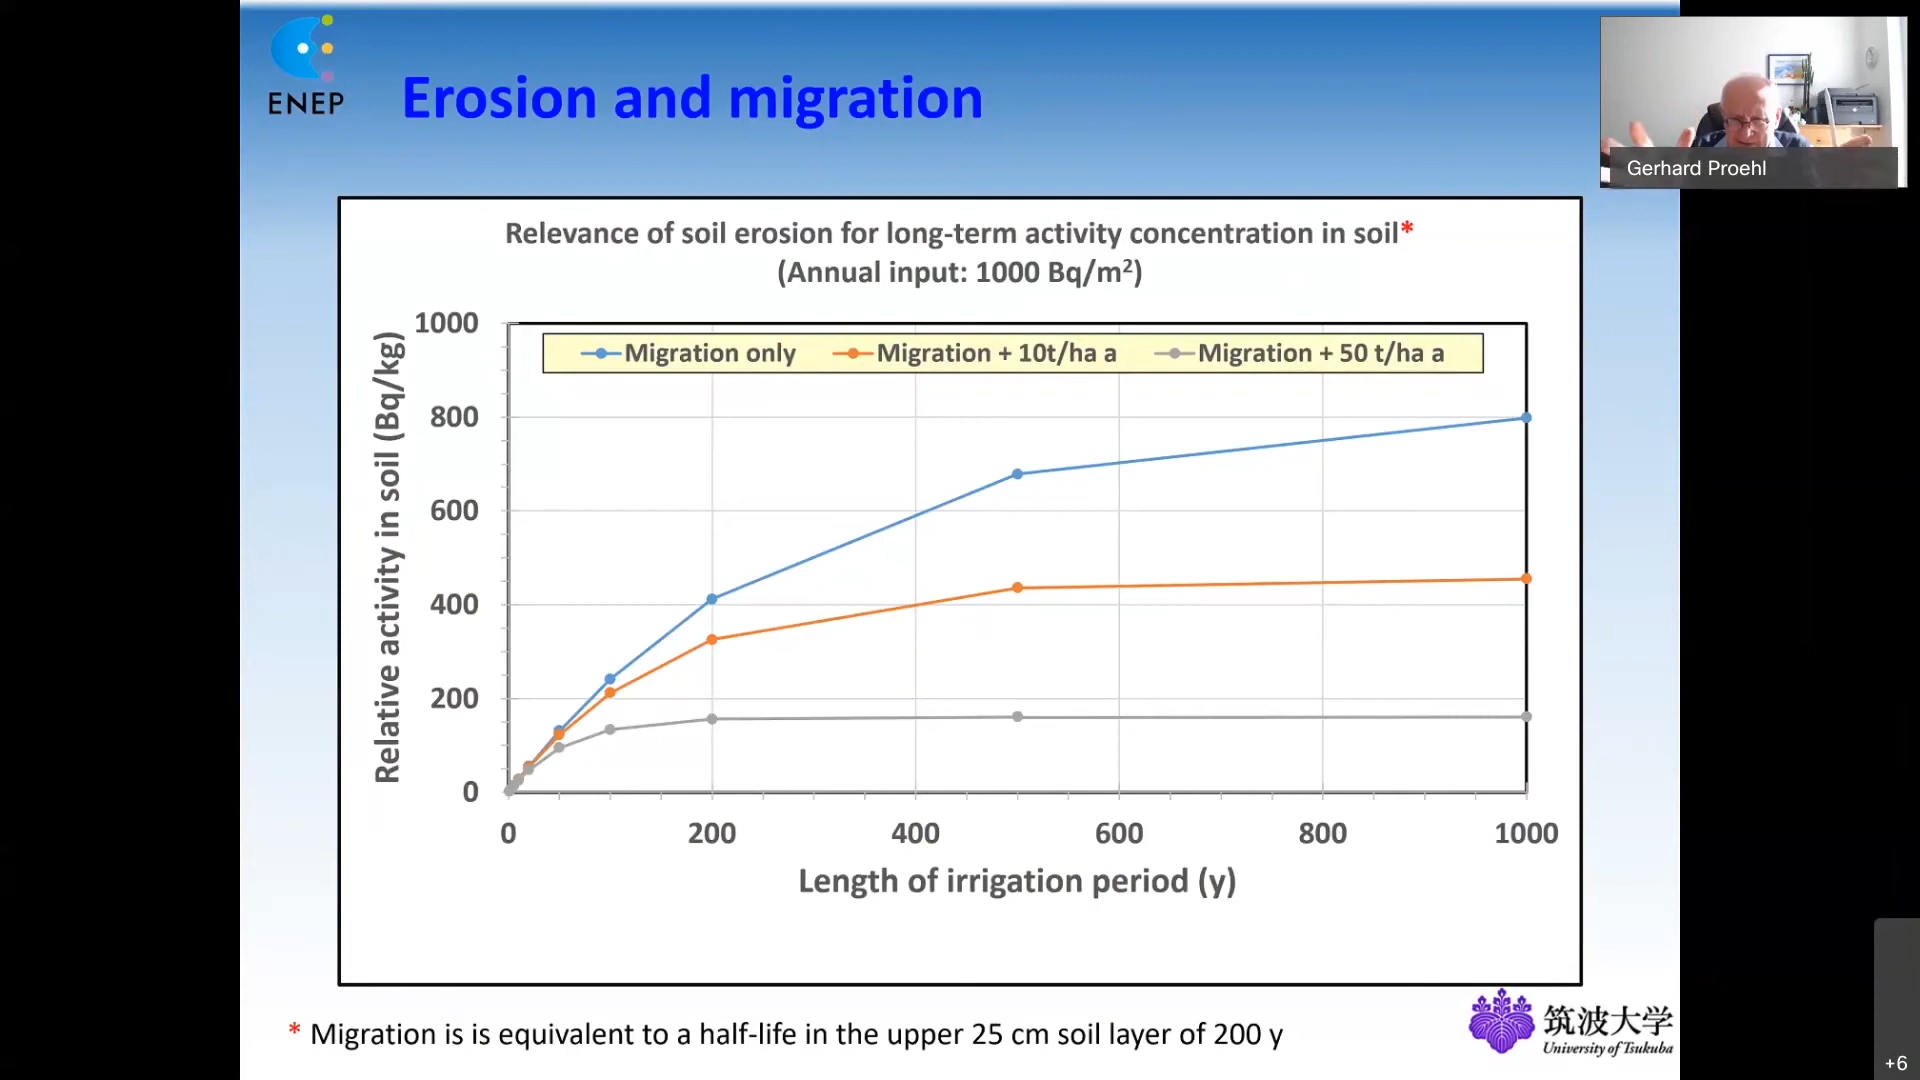 ENEP
Erosion and migration
Gerhard Proehl
Relevance of soil erosion for long-term activity concentration in soil*
(Annual input: 1000 Bq/m²)
Migration only
Migration + 10t/ha a
Migration + 50 t/ha a
Relative activity in soil (Bq/kg)
1000
800
600
400
200
0
0 200 400 600 800 1000
Length of irrigation period (y)
* Migration is is equivalent to a half-life in the upper 25 cm soil layer of 200 y
筑波大学
University of Tsukuba
+6